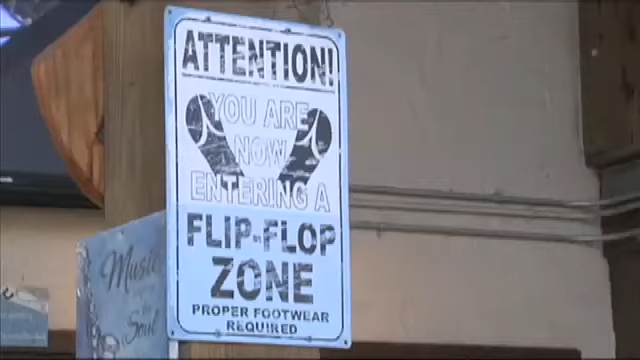 ATTENTION!
YOU ARE
NOW
ENTERING A
FLIP-FLOP
ZONE
PROPER FOOTWEAR
REQUIRED
Music
Soul